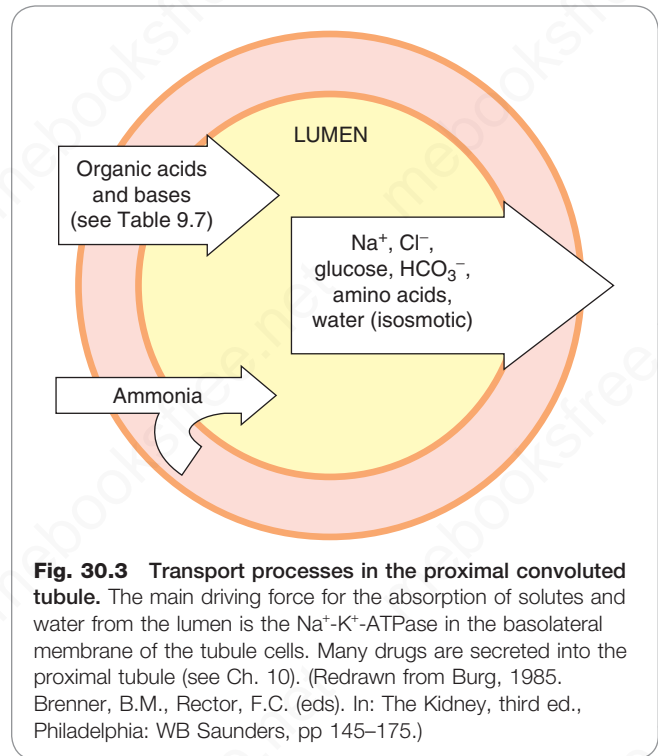 LUMEN
Organic acids
and bases
(see Table 9.7)
Na⁺, Cl⁻,
glucose, HCO₃⁻,
amino acids,
water (isosmotic)
Ammonia
Fig. 30.3 Transport processes in the proximal convoluted
tubule. The main driving force for the absorption of solutes and
water from the lumen is the Na⁺-K⁺-ATPase in the basolateral
membrane of the tubule cells. Many drugs are secreted into the
proximal tubule (see Ch. 10). (Redrawn from Burg, 1985.
Brenner, B.M., Rector, F.C. (eds). In: The Kidney, third ed.,
Philadelphia: WB Saunders, pp 145–175.)